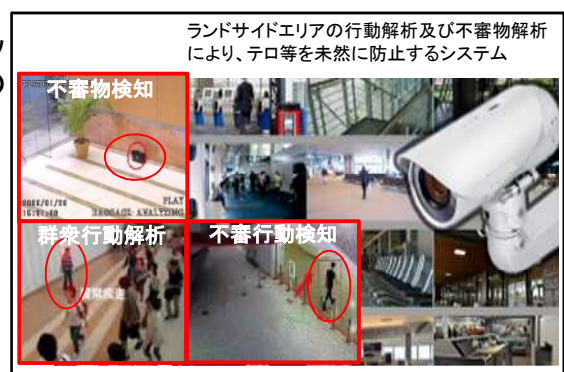 ランドサイドエリアの行動解析及び不審物解析
により、テロ等を未然に防止するシステム
不審物検知
PLAY
BAGGAGE ANALYZING
群衆行動解析
不審行動検知